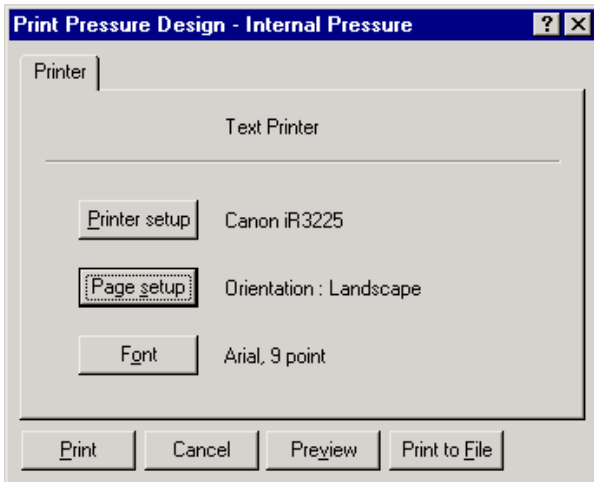 Print Pressure Design - Internal Pressure ? X
Printer
Text Printer
Printer setup Canon iR3225
Page setup Orientation : Landscape
Font Arial, 9 point
Print Cancel Preview Print to File